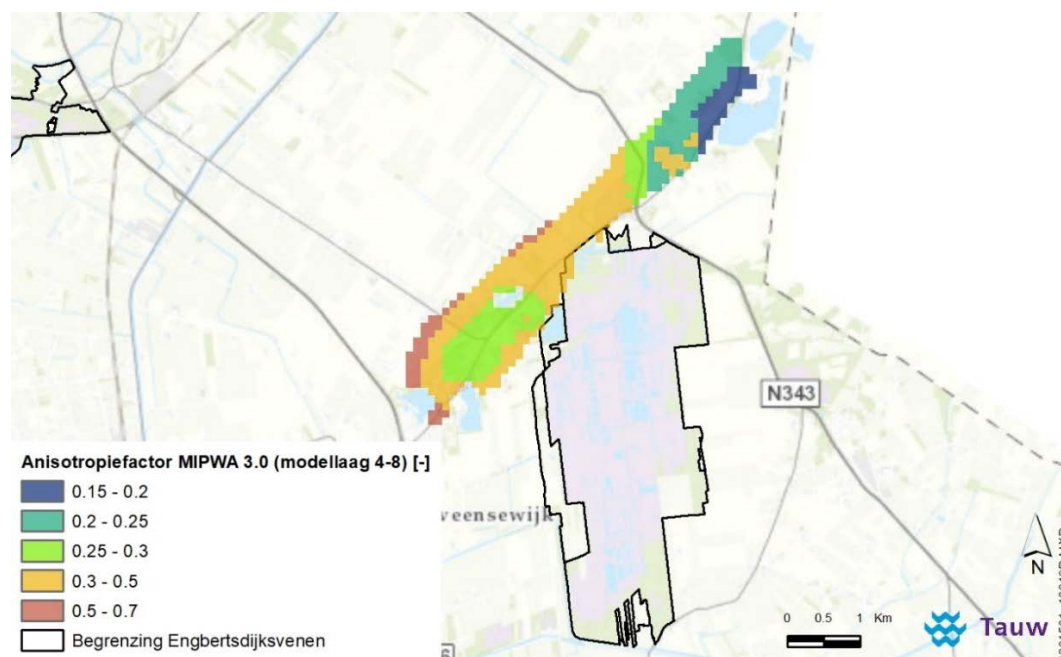 N343
Anisotropiefactor MIPWA 3.0 (modellaag 4-8) [-]
0.15 - 0.2
0.2 - 0.25
0.25 - 0.3
0.3 - 0.5
0.5 - 0.7
Begrenzing Engbertsdijksvenen
veensewijk
N
0 0.5 1 Km
Tauw